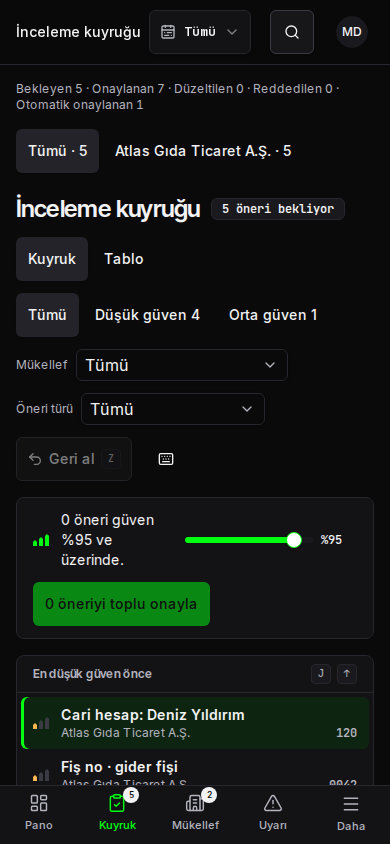 İnceleme kuyruğu
Tümü
MD
Bekleyen 5 · Onaylanan 7 · Düzeltilen 0 · Reddedilen 0 ·
Otomatik onaylanan 1
Tümü · 5
Atlas Gıda Ticaret A.Ş. · 5
İnceleme kuyruğu
5 öneri bekliyor
Kuyruk
Tablo
Tümü
Düşük güven 4
Orta güven 1
Mükellef
Tümü
Öneri türü
Tümü
Geri al
Z
0 öneri güven
%95 ve
üzerinde.
%95
0 öneriyi toplu onayla
En düşük güven önce
J
↑
Cari hesap: Deniz Yıldırım
Atlas Gıda Ticaret A.Ş.
120
Fiş no · gider fişi
Atlas Gıda Ticaret A.Ş.
0042
5
2
Pano
Kuyruk
Mükellef
Uyarı
Daha